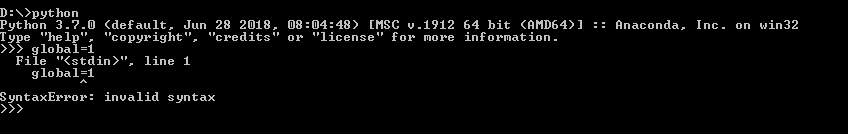 D:\>python
Python 3.7.0 (default, Jun 28 2018, 08:04:48) [MSC v.1912 64 bit (AMD64)] :: Anaconda, Inc. on win32
Type "help", "copyright", "credits" or "license" for more information.
>>> global=1
  File "<stdin>", line 1
    global=1
          ^
SyntaxError: invalid syntax
>>>